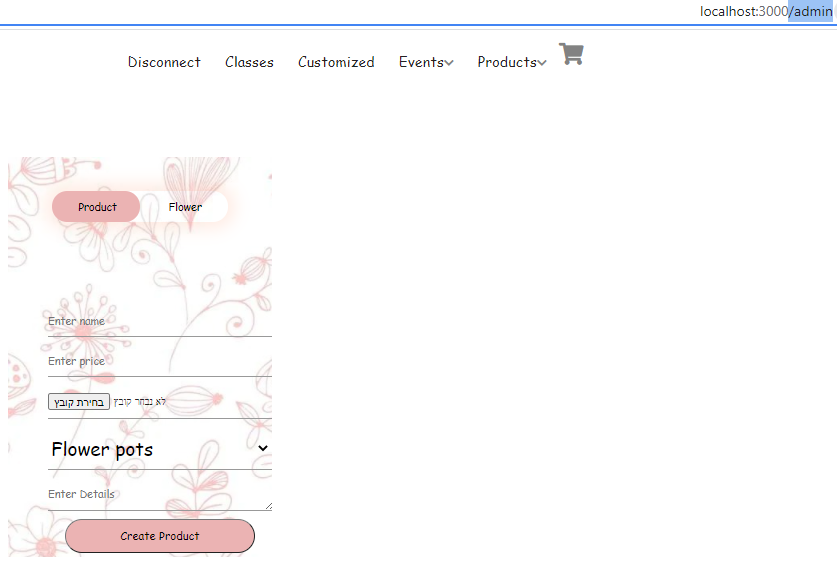 localhost:3000/admin
Disconnect Classes Customized Events Products
Product Flower
Enter name
Enter price
בחירת קובץ לא נבחר קובץ
Flower pots
Enter Details
Create Product